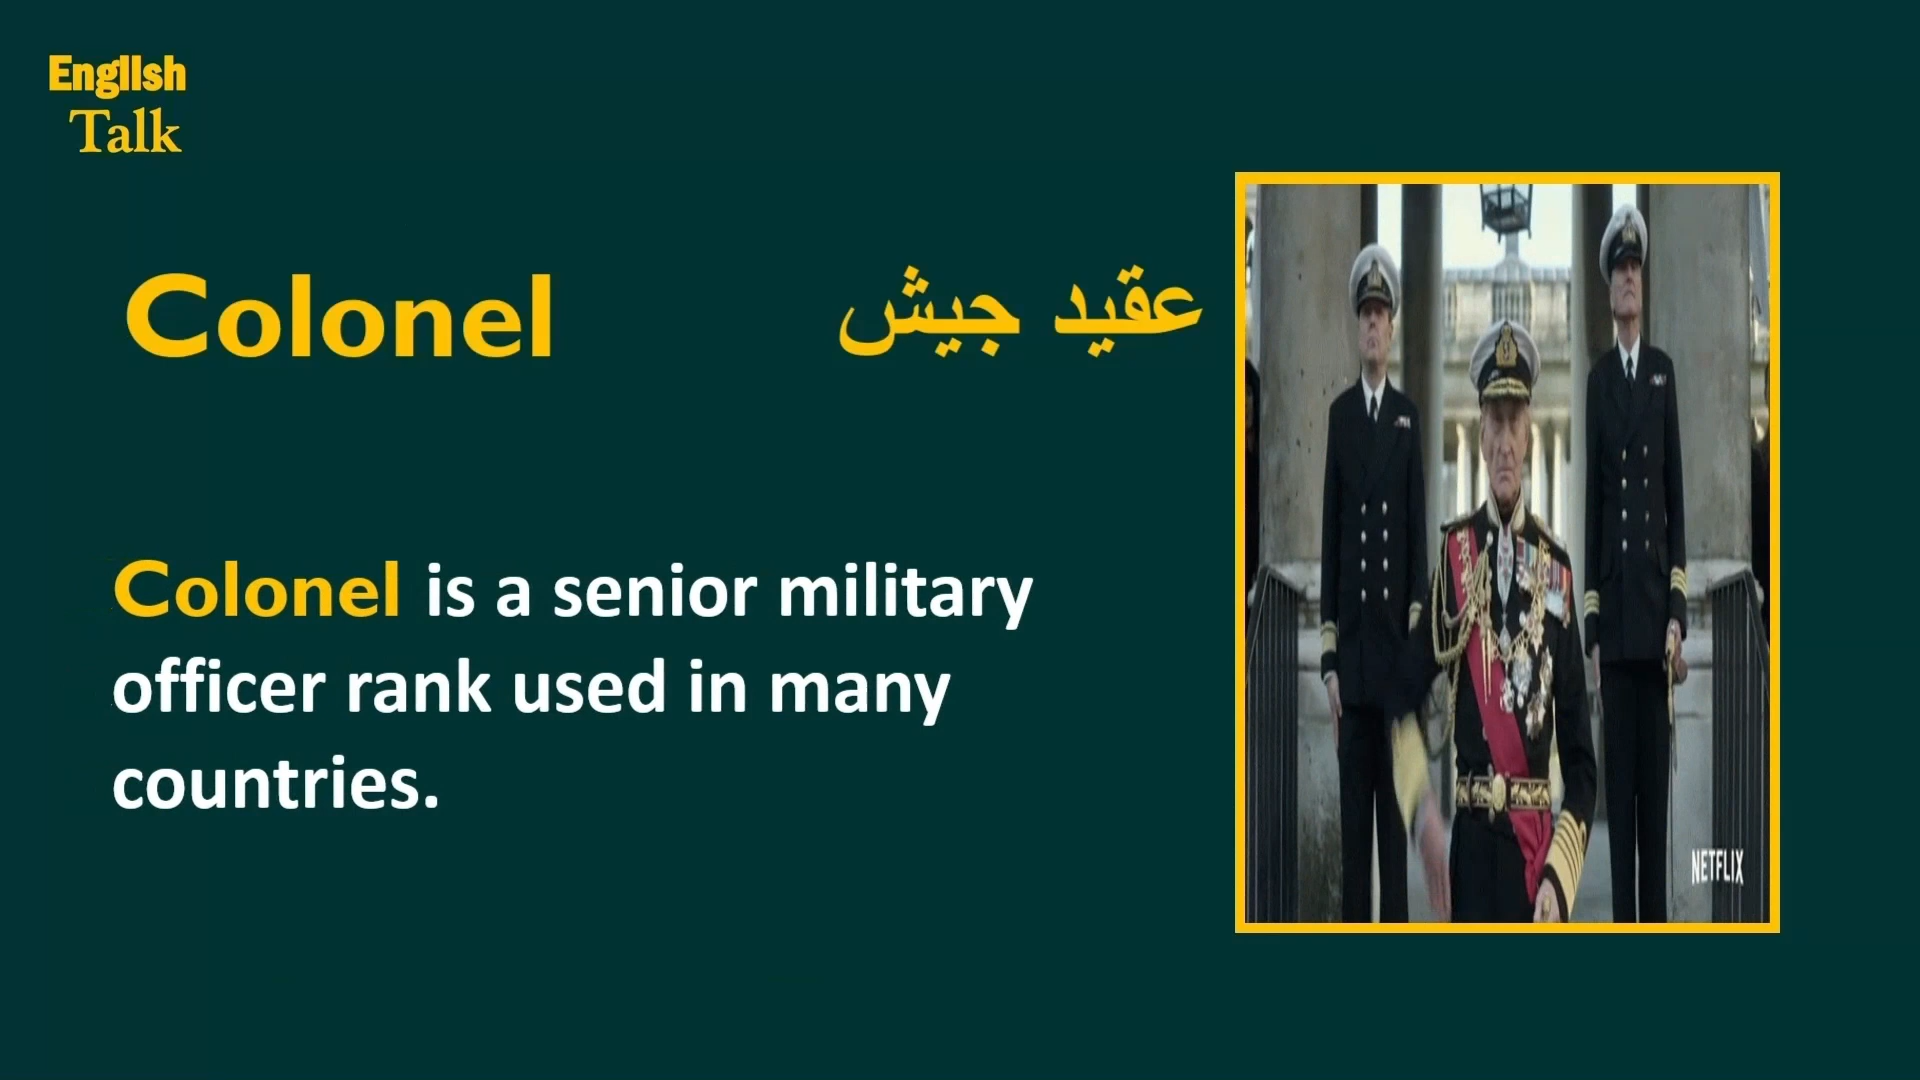 English
Talk
Colonel
عقيد جيش
Colonel is a senior military
officer rank used in many
countries.
NETFLIX